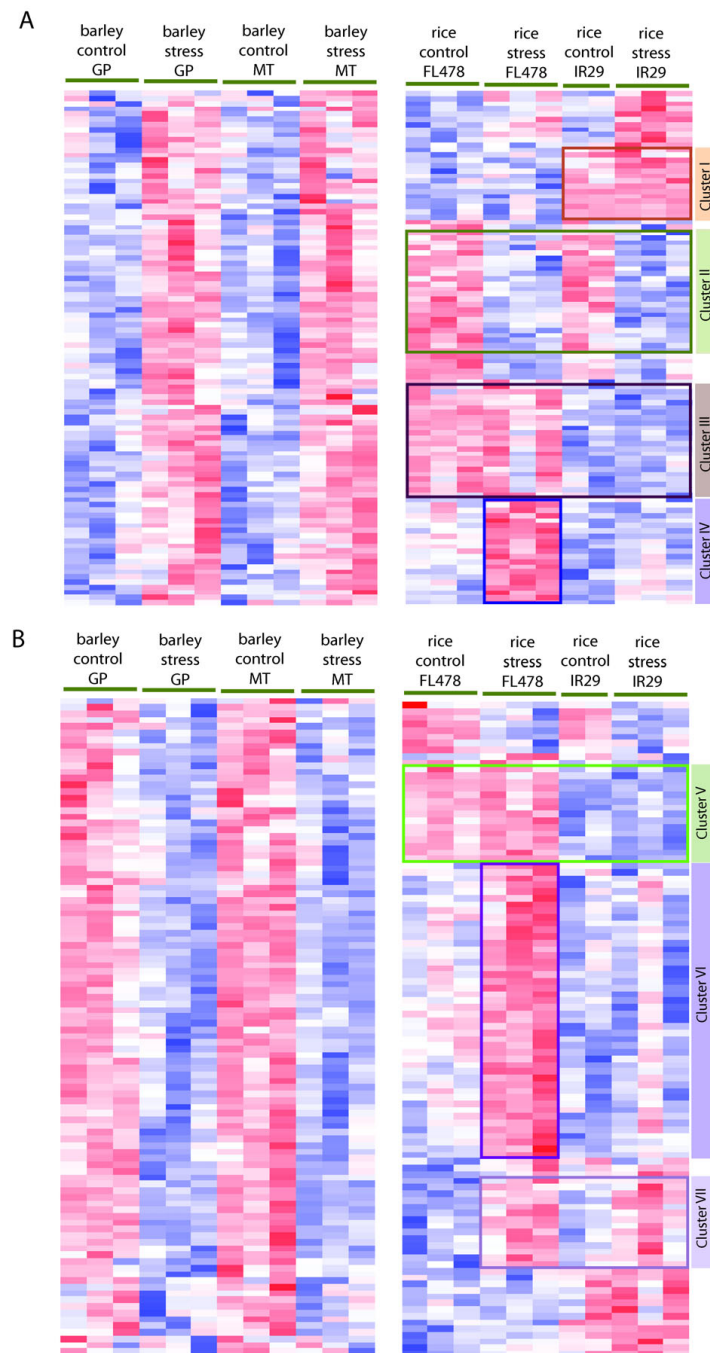 A
barley control GP
barley stress GP
barley control MT
barley stress MT
rice control FL478
rice stress FL478
rice control IR29
rice stress IR29
Cluster I
Cluster II
Cluster III
Cluster IV
B
barley control GP
barley stress GP
barley control MT
barley stress MT
rice control FL478
rice stress FL478
rice control IR29
rice stress IR29
Cluster V
Cluster VI
Cluster VII